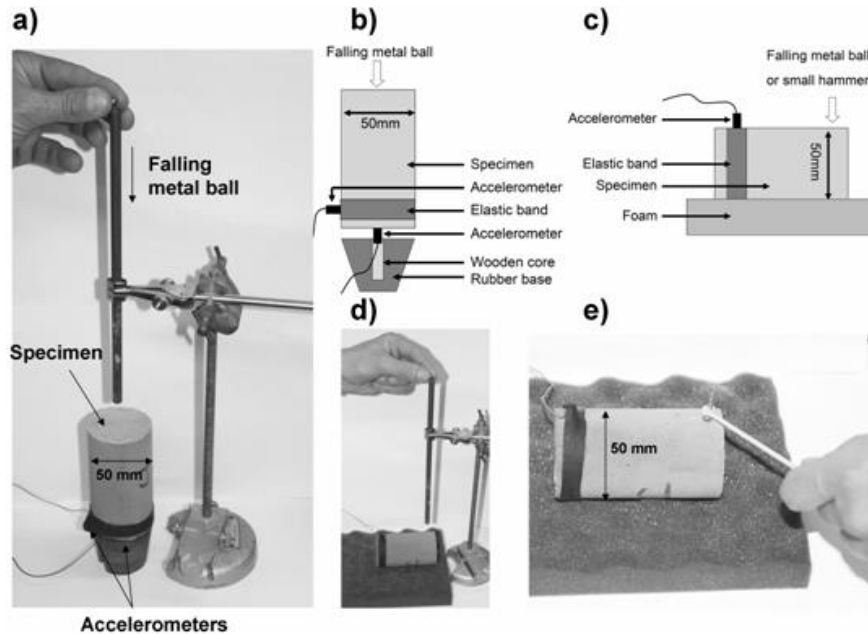 a)
Falling
metal ball
Specimen
50 mm
Accelerometers
b)
Falling metal ball
50mm
Specimen
Accelerometer
Elastic band
Accelerometer
Wooden core
Rubber base
c)
Falling metal ball
or small hammer
Accelerometer
Elastic band
Specimen
Foam
50mm
d)
e)
50 mm